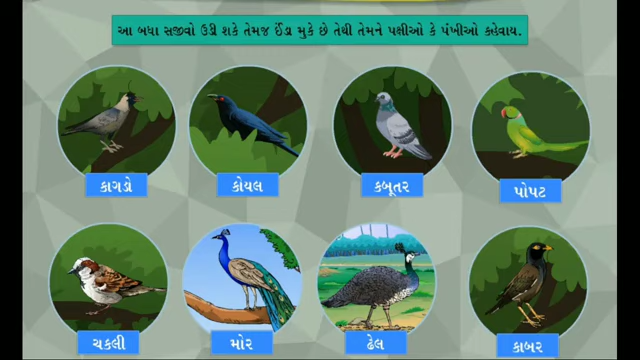 આ બધા સજીવો ઉડી શકે તેમજ ઈંડા મુકે છે તેથી તેમને પક્ષીઓ કે પંખીઓ કહેવાય.
કાગડો
કોયલ
કબૂતર
પોપટ
ચકલી
મોર
ઢેલ
કાબર